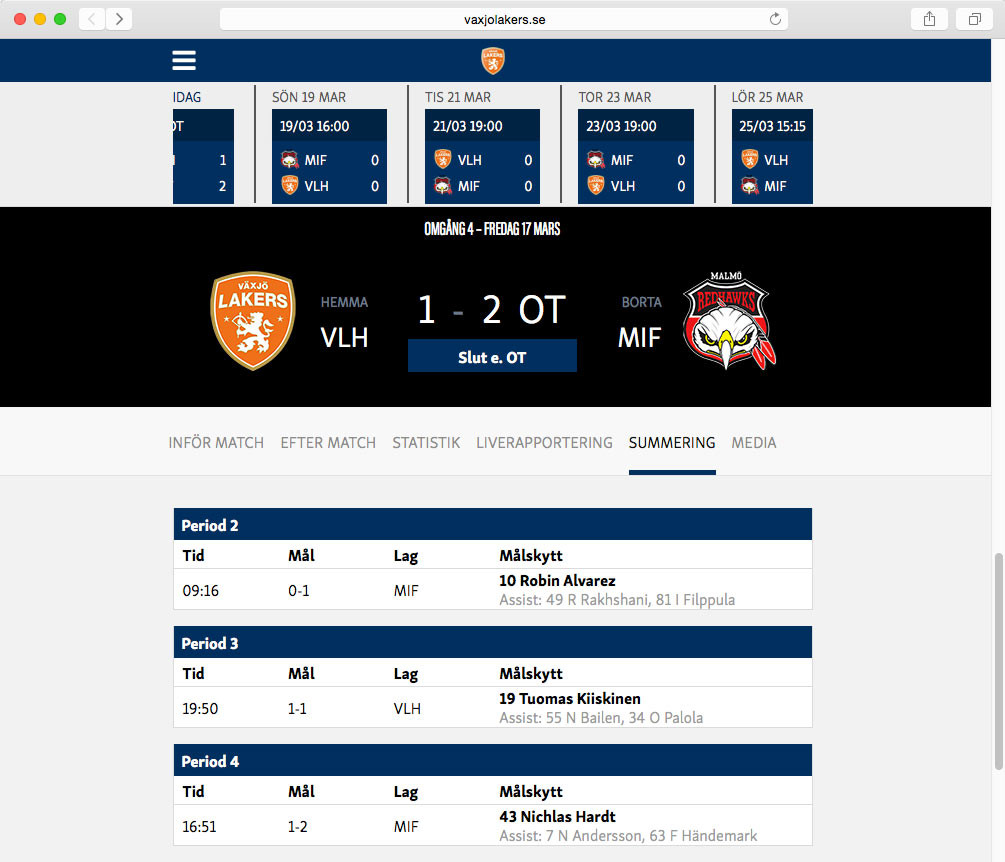 vaxjolakers.se
VÄXJÖ
LAKERS
IDAG
SÖN 19 MAR
TIS 21 MAR
TOR 23 MAR
LÖR 25 MAR
OT
19/03 16:00
21/03 19:00
23/03 19:00
25/03 15:15
1
MIF 0
VLH 0
MIF 0
VLH
2
VLH 0
MIF 0
VLH 0
MIF
OMGÅNG 4 – FREDAG 17 MARS
VÄXJÖ
LAKERS
HEMMA
VLH
1 - 2 OT
Slut e. OT
BORTA
MIF
MALMÖ
REDHAWKS
INFÖR MATCH EFTER MATCH STATISTIK LIVERAPPORTERING SUMMERING MEDIA
Period 2
Tid Mål Lag Målskytt
09:16 0-1 MIF 10 Robin Alvarez
Assist: 49 R Rakhshani, 81 I Filppula
Period 3
Tid Mål Lag Målskytt
19:50 1-1 VLH 19 Tuomas Kiiskinen
Assist: 55 N Bailen, 34 O Palola
Period 4
Tid Mål Lag Målskytt
16:51 1-2 MIF 43 Nichlas Hardt
Assist: 7 N Andersson, 63 F Händemark